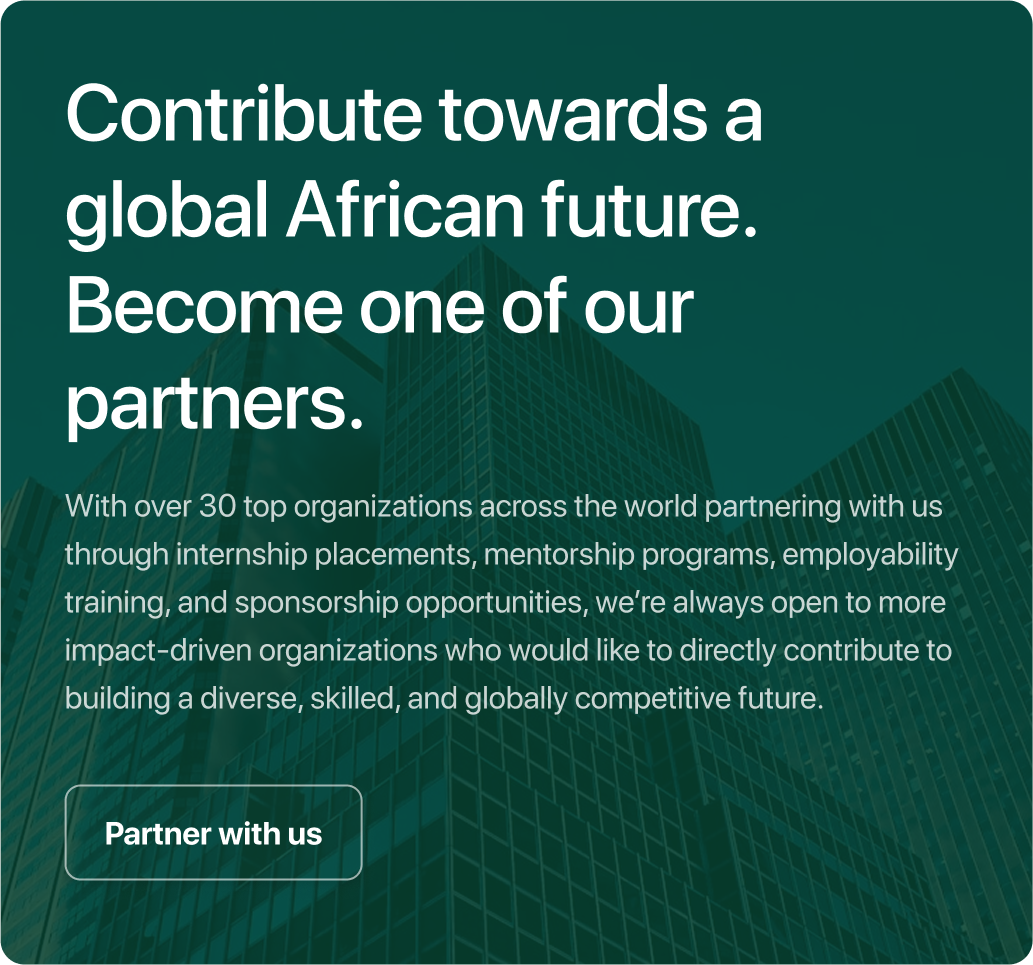 Contribute towards a
global African future.
Become one of our
partners.
With over 30 top organizations across the world partnering with us
through internship placements, mentorship programs, employability
training, and sponsorship opportunities, we’re always open to more
impact-driven organizations who would like to directly contribute to
building a diverse, skilled, and globally competitive future.
Partner with us